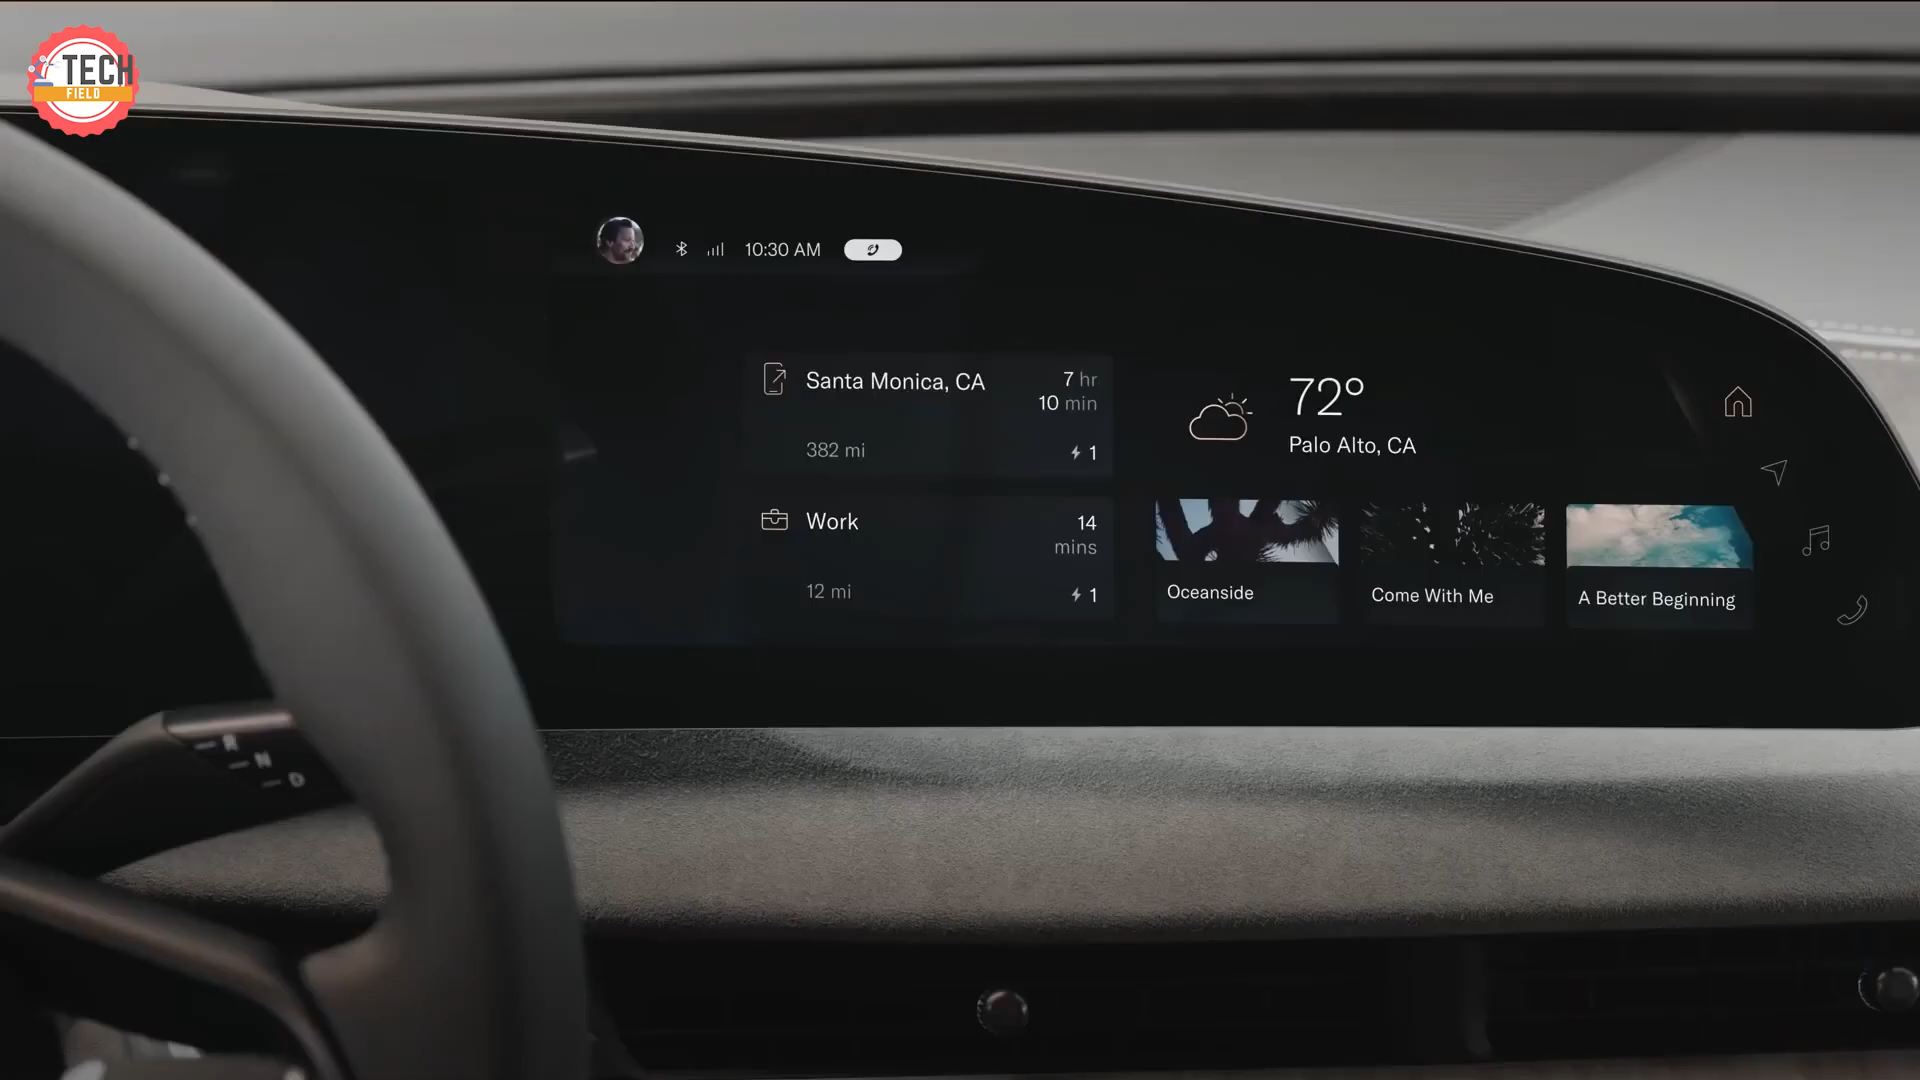 TECH
FIELD
10:30 AM
Santa Monica, CA
7 hr
10 min
382 mi
1
Work
14
mins
12 mi
1
72°
Palo Alto, CA
Oceanside
Come With Me
A Better Beginning
R
N
D